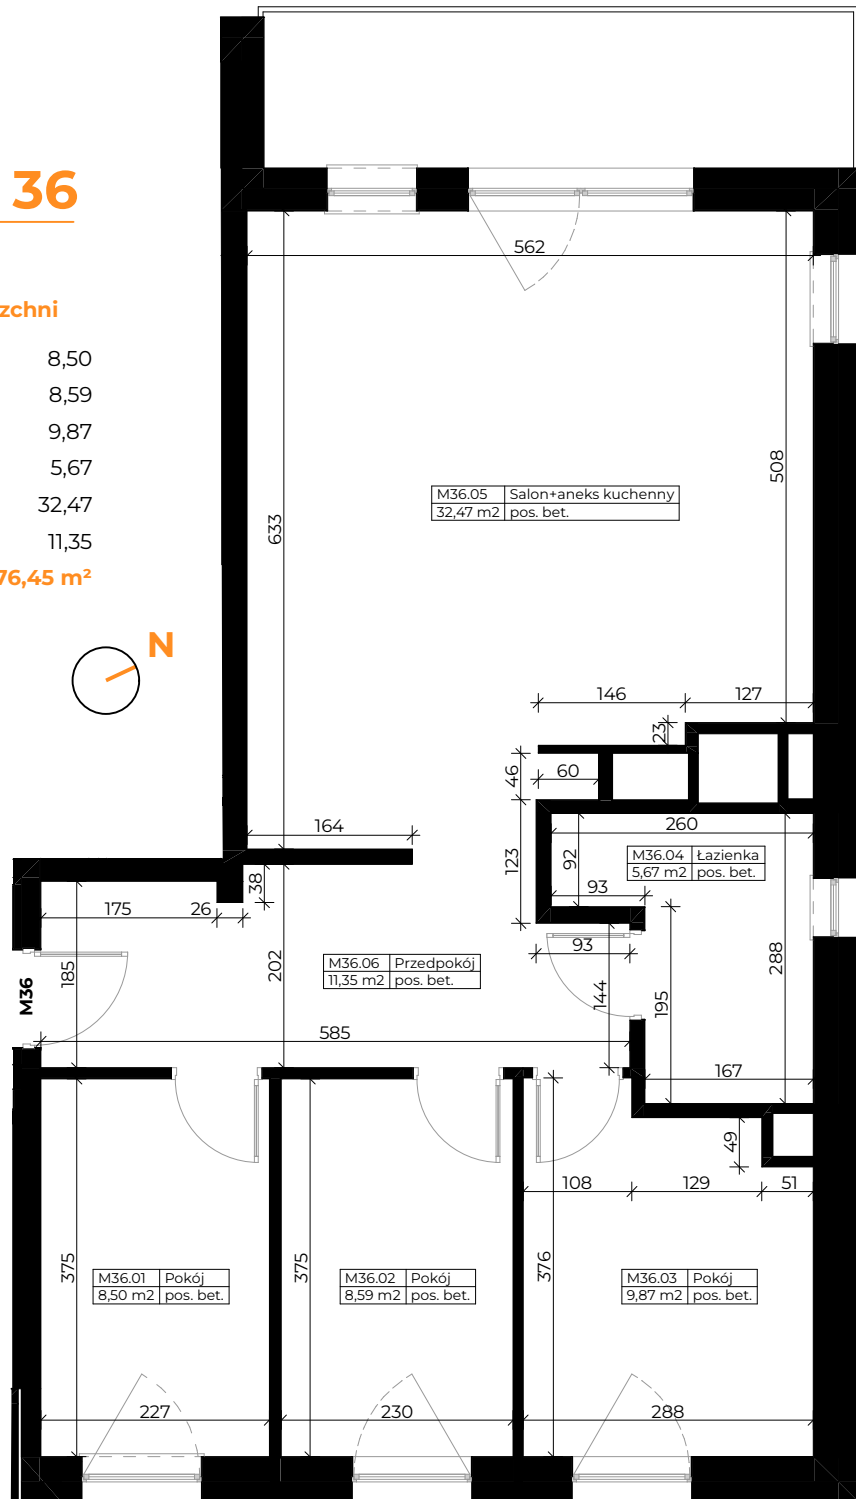 36
zchni
8,50
8,59
9,87
5,67
32,47
11,35
76,45 m²
N
562
508
633
M36.05 Salon+aneks kuchenny
32,47 m2 pos. bet.
146
127
23
46
60
164
260
123
92
M36.04 Łazienka
5,67 m2 pos. bet.
38
93
175
26
93
288
M36.06 Przedpokój
11,35 m2 pos. bet.
202
185
M36
144
195
585
167
49
108
129
51
375
375
376
M36.01 Pokój
8,50 m2 pos. bet.
M36.02 Pokój
8,59 m2 pos. bet.
M36.03 Pokój
9,87 m2 pos. bet.
227
230
288